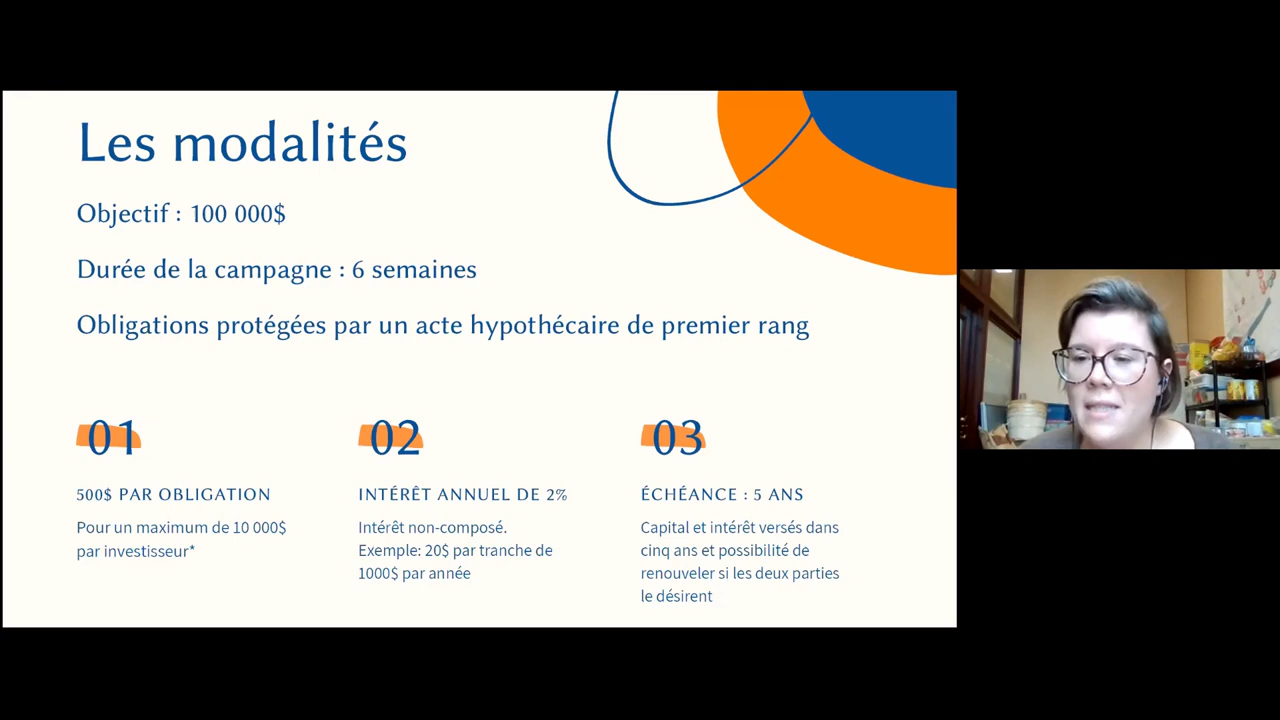 Les modalités
Objectif : 100 000$
Durée de la campagne : 6 semaines
Obligations protégées par un acte hypothécaire de premier rang
01
500$ PAR OBLIGATION
Pour un maximum de 10 000$
par investisseur*
02
INTÉRÊT ANNUEL DE 2%
Intérêt non-composé.
Exemple: 20$ par tranche de
1000$ par année
03
ÉCHÉANCE : 5 ANS
Capital et intérêt versés dans
cinq ans et possibilité de
renouveler si les deux parties
le désirent